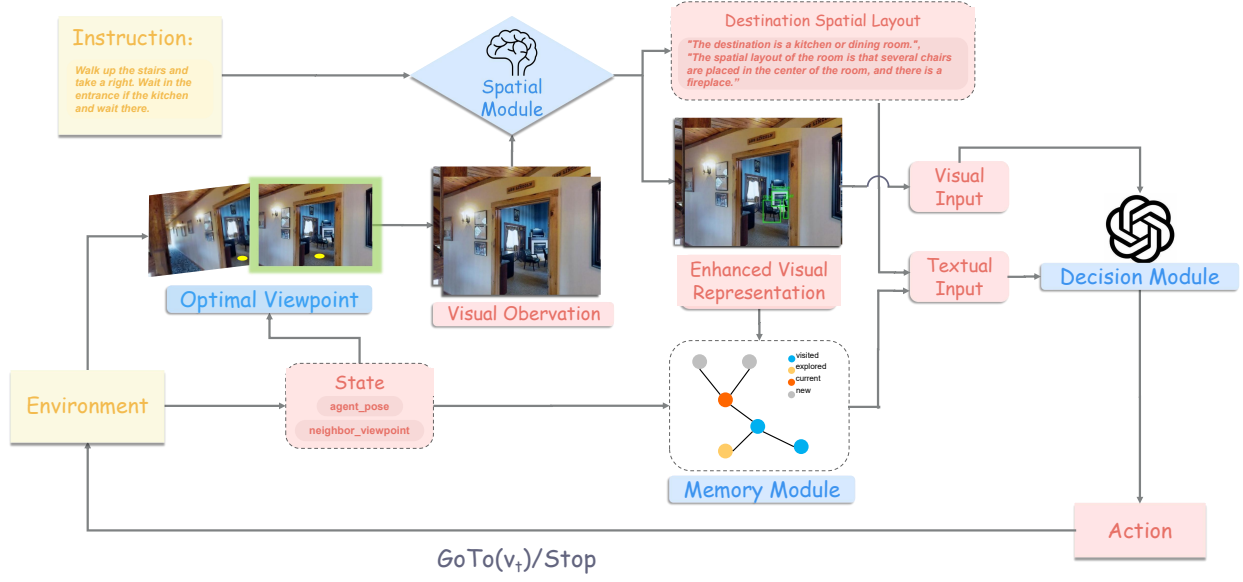 Instruction:
Walk up the stairs and
take a right. Wait in the
entrance if the kitchen
and wait there.
Spatial
Module
Destination Spatial Layout
"The destination is a kitchen or dining room.",
"The spatial layout of the room is that several chairs
are placed in the center of the room, and there is a
fireplace."
Visual
Input
Optimal Viewpoint
Visual Obervation
Enhanced Visual
Representation
Textual
Input
Decision Module
Environment
State
agent_pose
neighbor_viewpoint
visited
explored
current
new
Memory Module
Action
GoTo(vₜ)/Stop